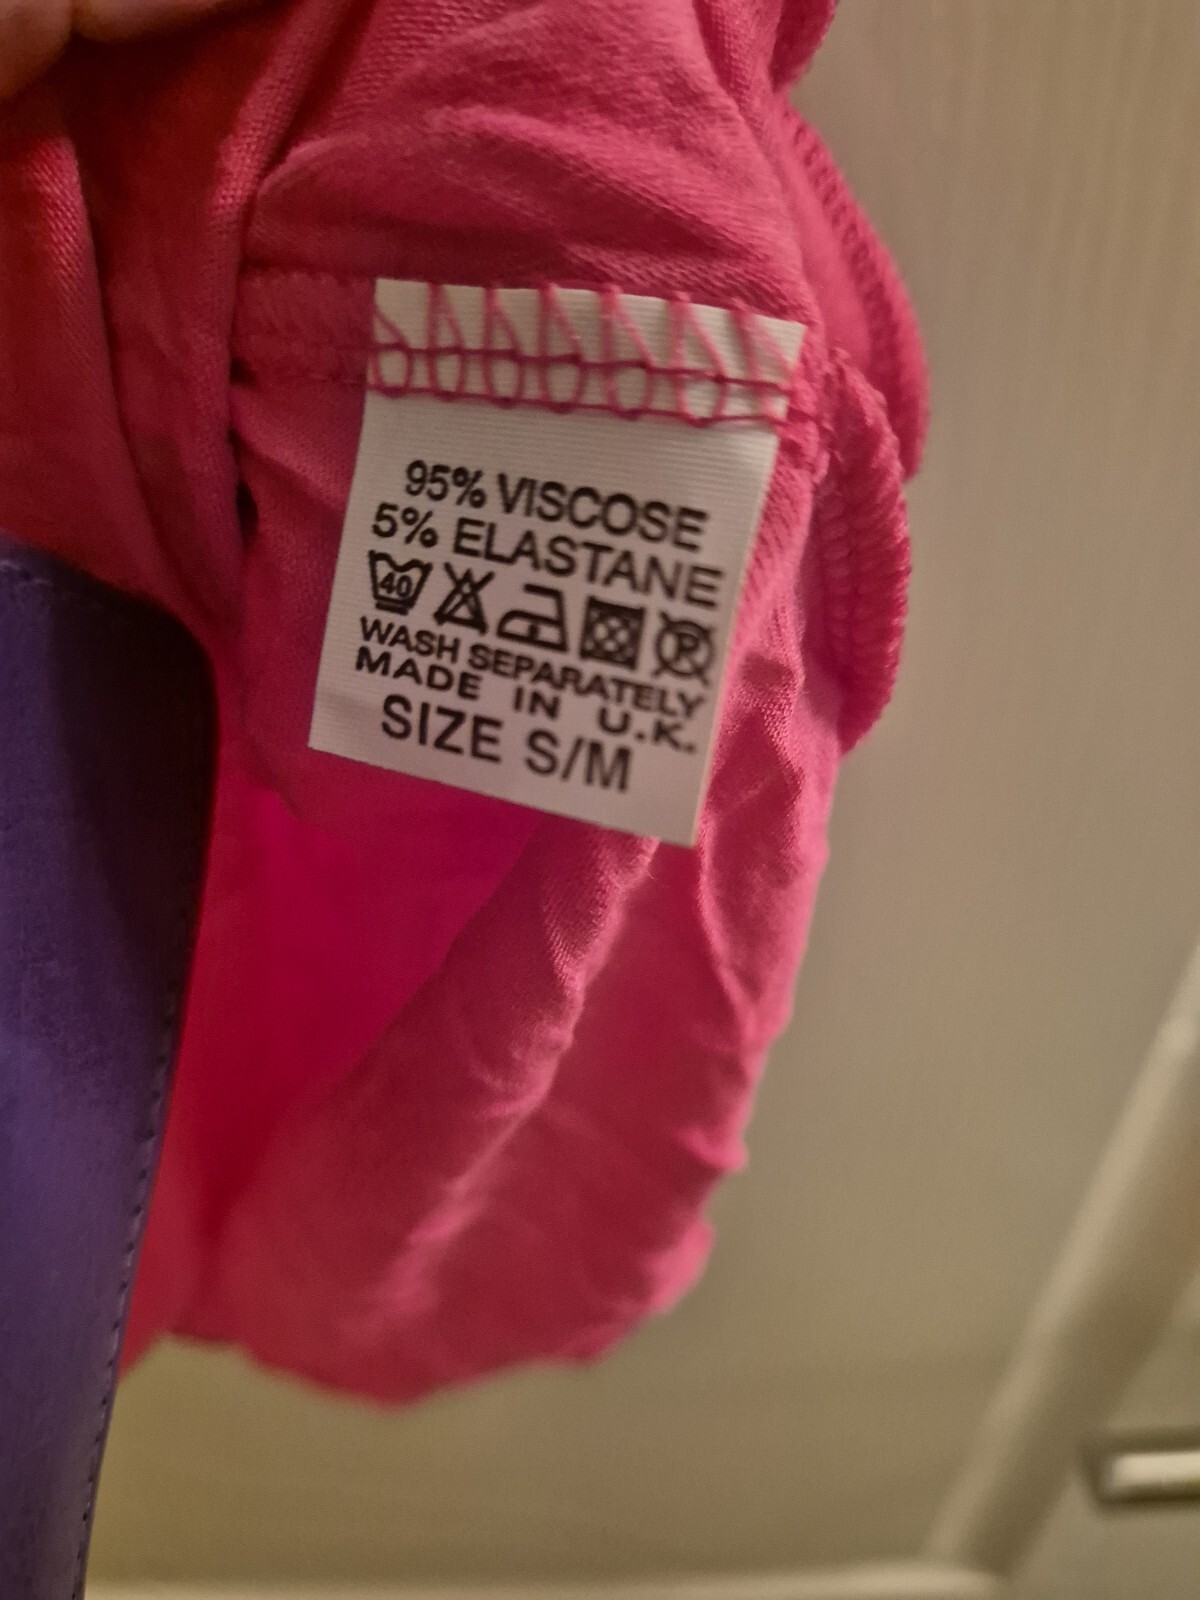 95% VISCOSE
5% ELASTANE
40 P
WASH SEPARATELY
MADE IN U.K.
SIZE S/M